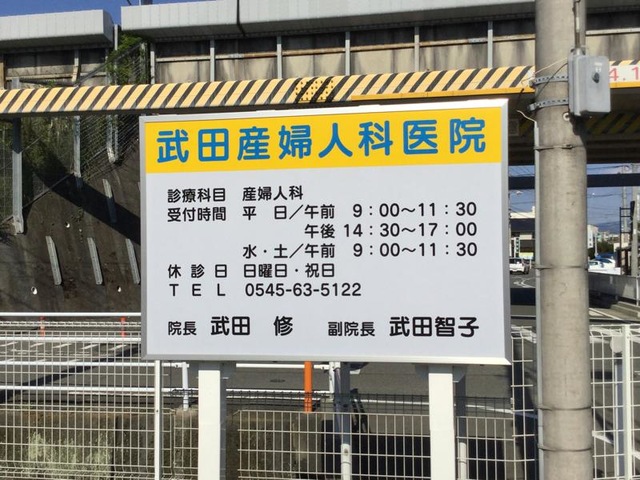 武田産婦人科医院
診療科目 産婦人科
受付時間 平 日／午前 9：00～11：30
午後 14：30～17：00
水・土／午前 9：00～11：30
休 診 日 日曜日・祝日
T E L 0545-63-5122
院長 武田 修 副院長 武田智子
4.1